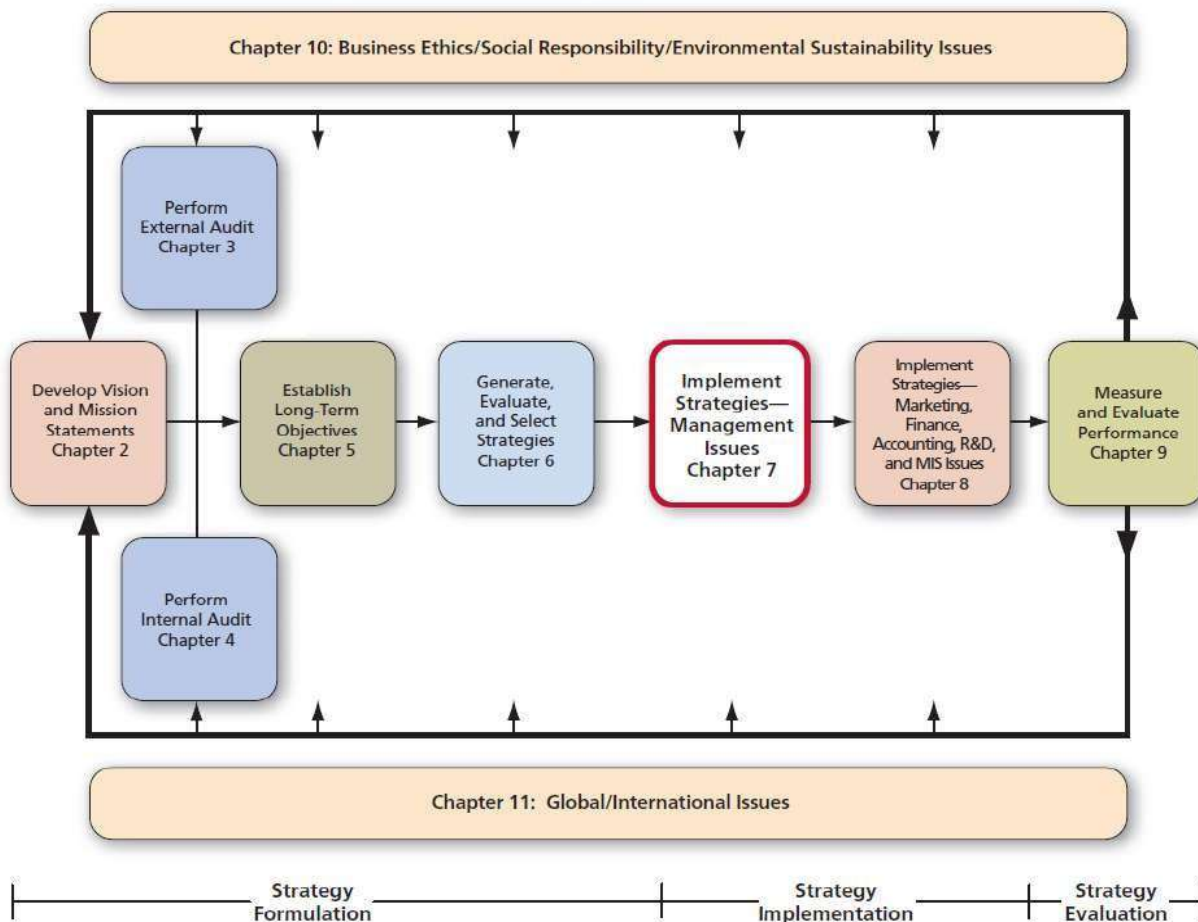 Chapter 10: Business Ethics/Social Responsibility/Environmental Sustainability Issues
Perform
External Audit
Chapter 3
Develop Vision
and Mission
Statements
Chapter 2
Establish
Long-Term
Objectives
Chapter 5
Generate,
Evaluate,
and Select
Strategies
Chapter 6
Implement
Strategies—
Management
Issues
Chapter 7
Implement
Strategies—
Marketing,
Finance,
Accounting, R&D,
and MIS Issues
Chapter 8
Measure
and Evaluate
Performance
Chapter 9
Perform
Internal Audit
Chapter 4
Chapter 11: Global/International Issues
Strategy
Formulation
Strategy
Implementation
Strategy
Evaluation